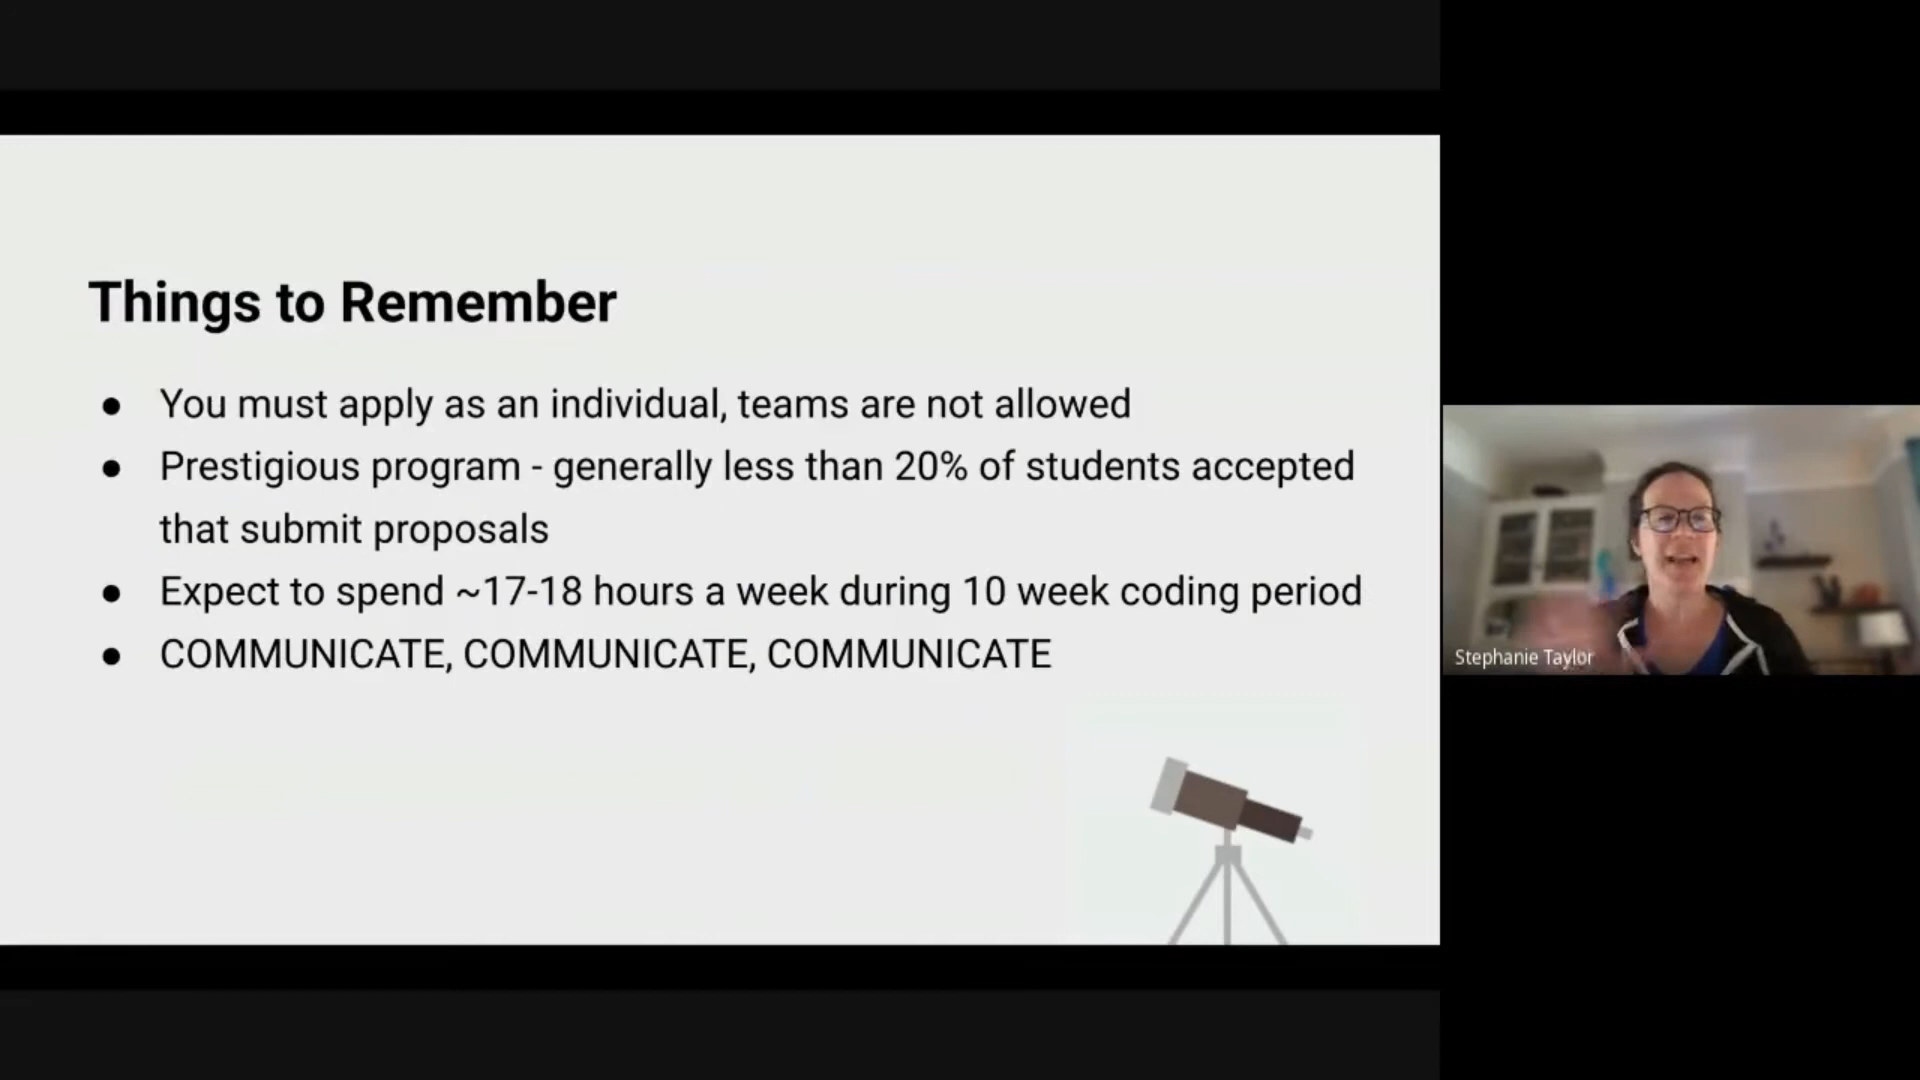 Things to Remember
● You must apply as an individual, teams are not allowed
● Prestigious program - generally less than 20% of students accepted
that submit proposals
● Expect to spend ~17-18 hours a week during 10 week coding period
● COMMUNICATE, COMMUNICATE, COMMUNICATE
Stephanie Taylor